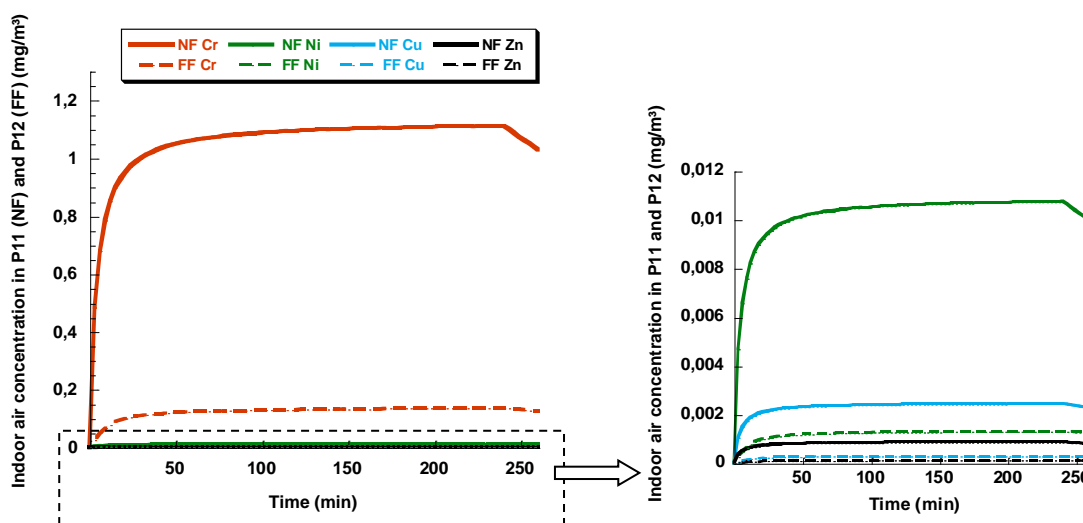 NF Cr NF Ni NF Cu NF Zn
FF Cr FF Ni FF Cu FF Zn
Indoor air concentration in P11 (NF) and P12 (FF) (mg/m³)
1,2
1
0,8
0,6
0,4
0,2
0
50 100 150 200 250
Time (min)
Indoor air concentration in P11 and P12 (mg/m³)
0,012
0,01
0,008
0,006
0,004
0,002
0
50 100 150 200 250
Time (min)